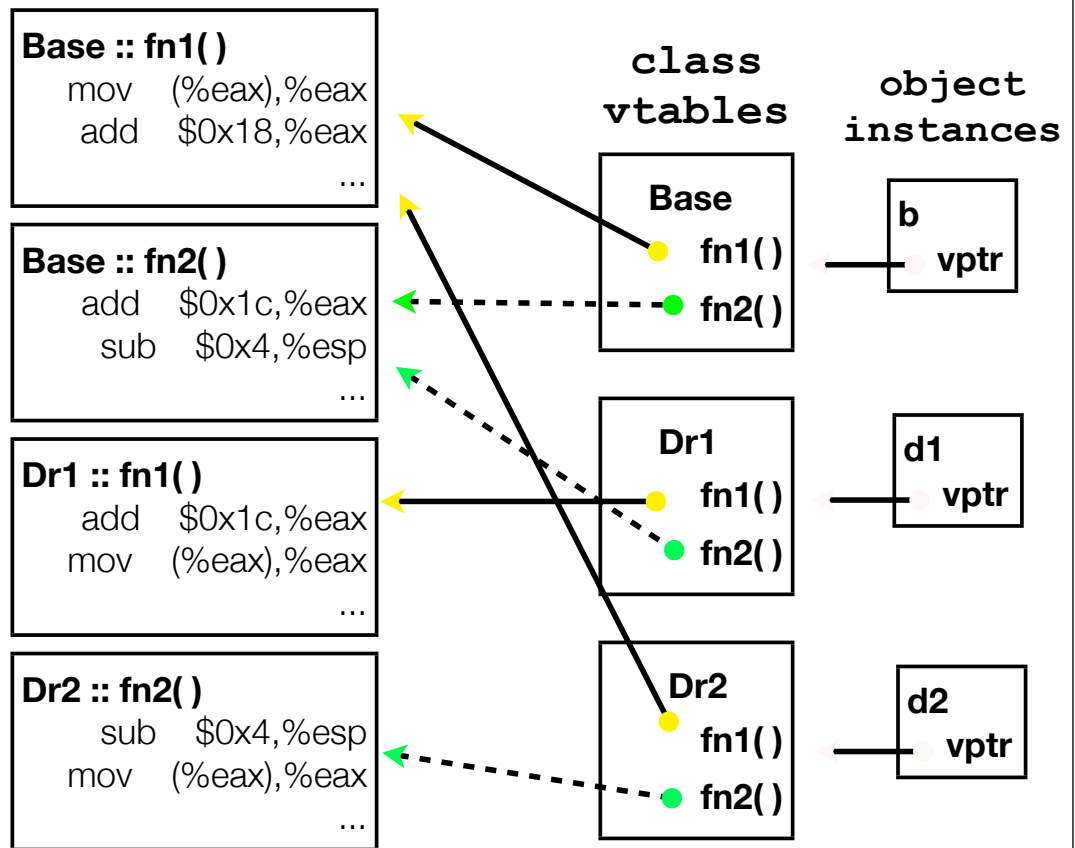 Base :: fn1( )
mov (%eax),%eax
add $0x18,%eax
...
Base :: fn2( )
add $0x1c,%eax
sub $0x4,%esp
...
Dr1 :: fn1( )
add $0x1c,%eax
mov (%eax),%eax
...
Dr2 :: fn2( )
sub $0x4,%esp
mov (%eax),%eax
...
class
vtables
Base
fn1( )
fn2( )
Dr1
fn1( )
fn2( )
Dr2
fn1( )
fn2( )
object
instances
b
vptr
d1
vptr
d2
vptr